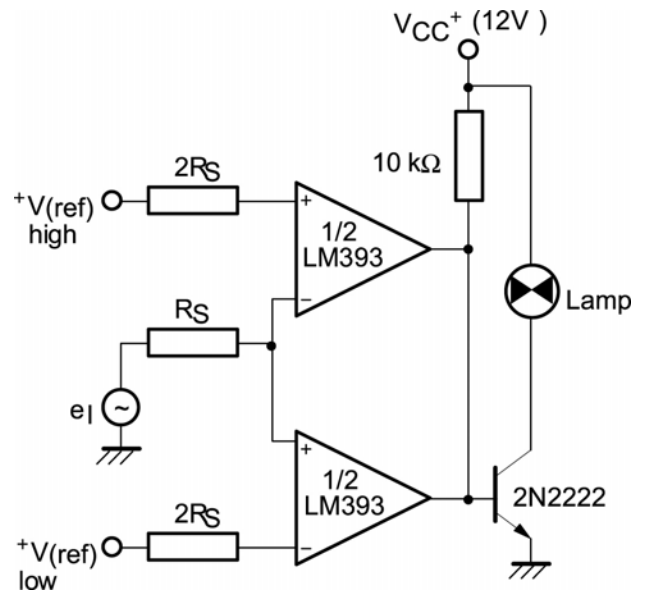 VCC+ (12V )
2RS
10 kΩ
+V(ref)
high
+
1/2
LM393
−
RS
Lamp
eI
~
+
1/2
LM393
−
2N2222
2RS
+V(ref)
low